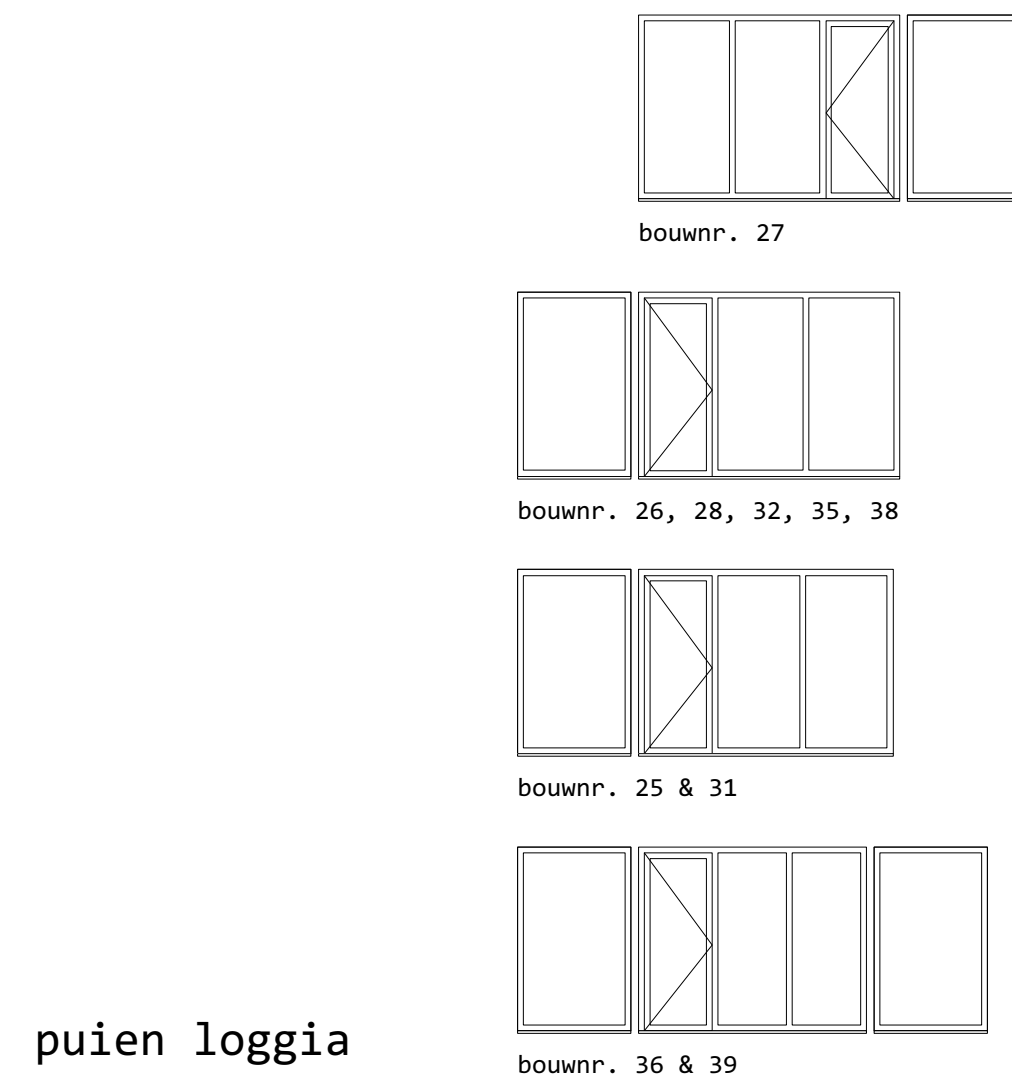 bouwnr. 27
bouwnr. 26, 28, 32, 35, 38
bouwnr. 25 & 31
puien loggia
bouwnr. 36 & 39